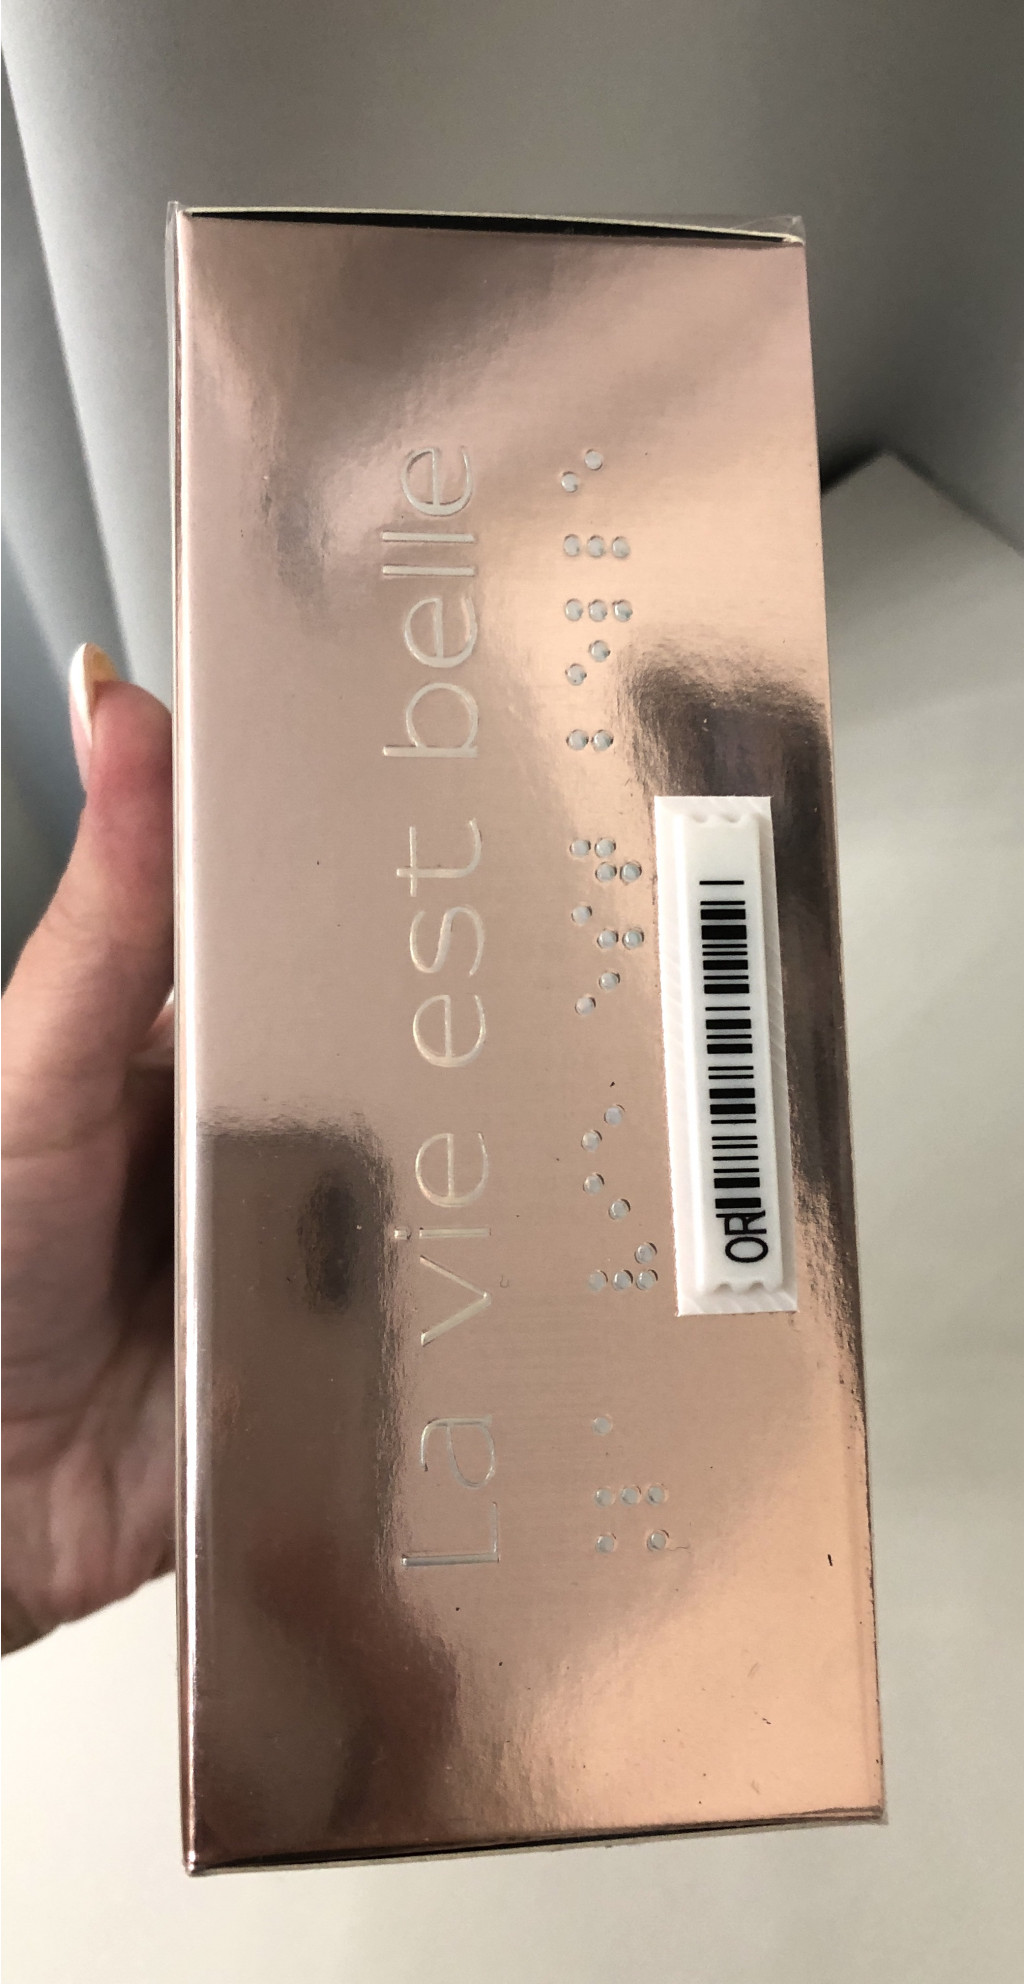 La vie est belle
⠨⠇⠁ ⠧⠊⠑ ⠑⠎⠞ ⠃⠑⠇⠇⠑
OR